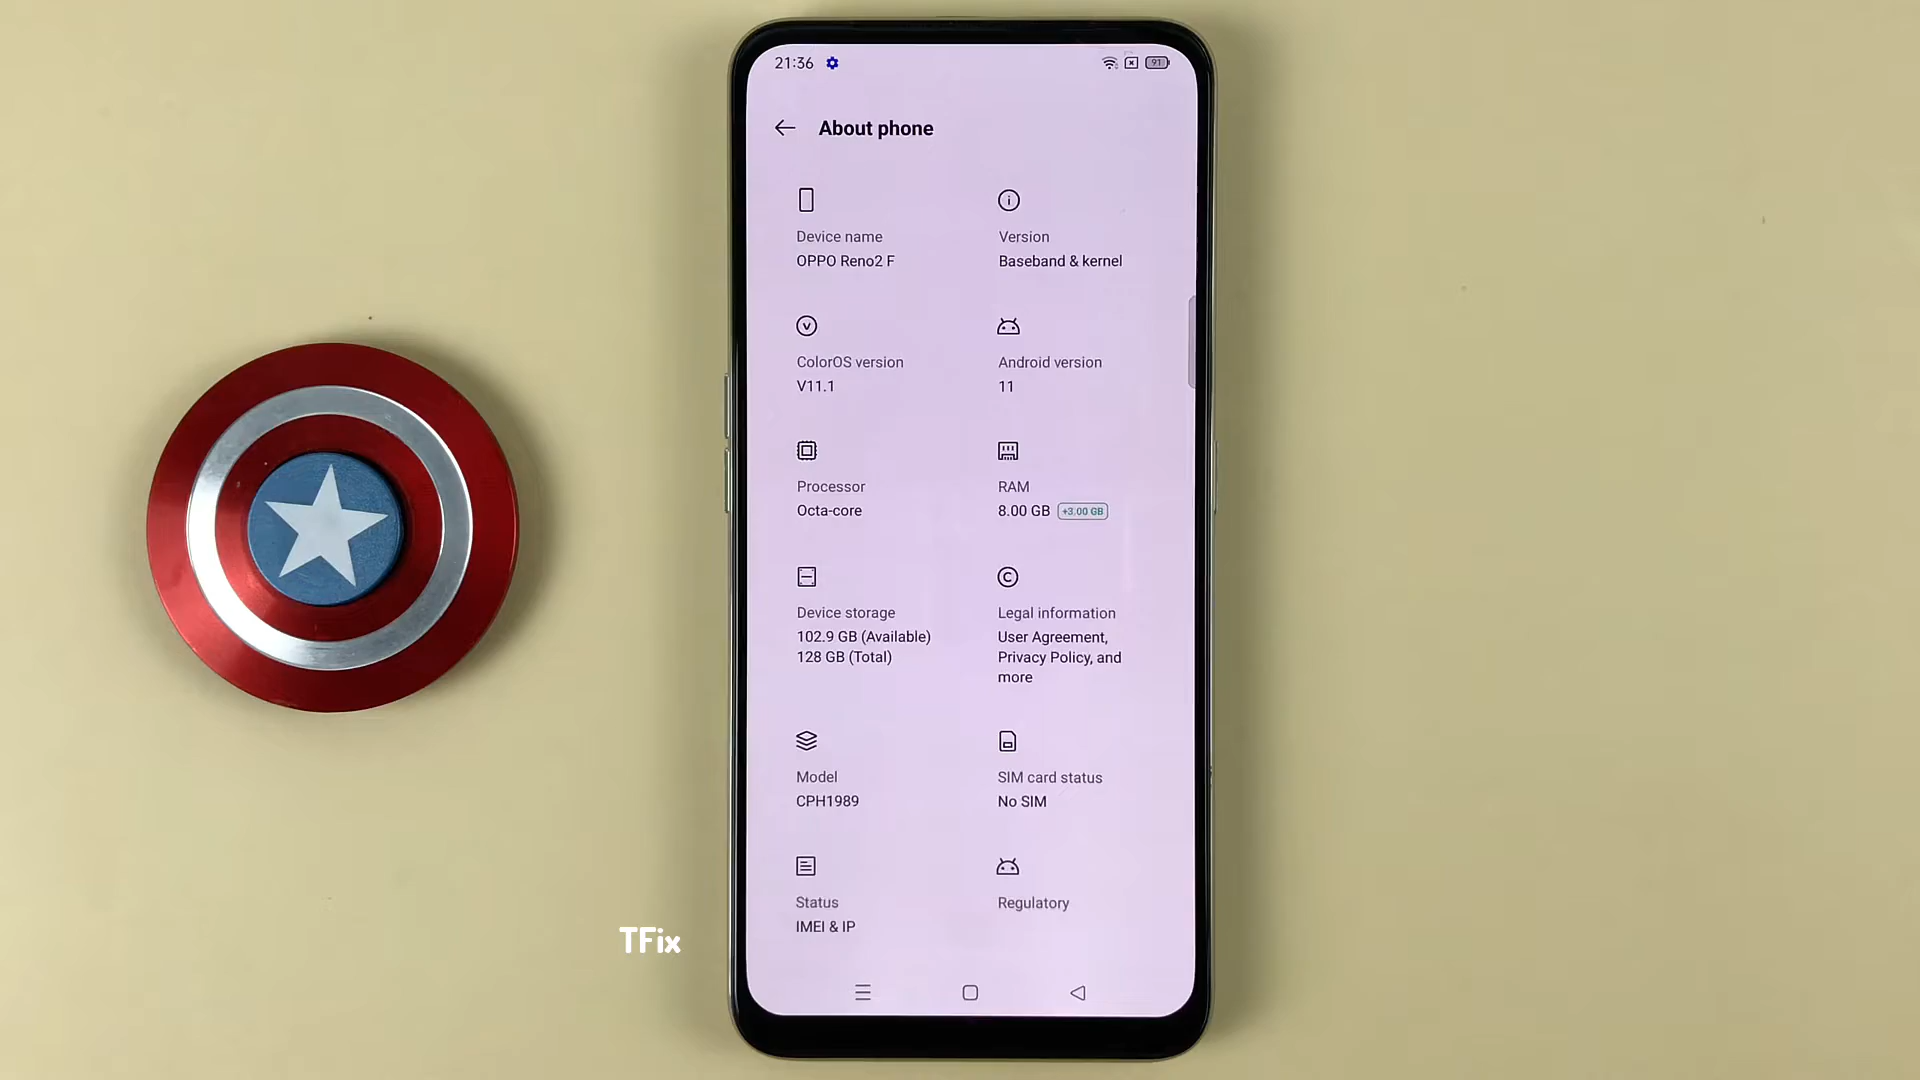 21:36
91
About phone
Device name
OPPO Reno2 F
Version
Baseband & kernel
ColorOS version
V11.1
Android version
11
Processor
Octa-core
RAM
8.00 GB +3.00 GB
Device storage
102.9 GB (Available)
128 GB (Total)
Legal information
User Agreement,
Privacy Policy, and
more
Model
CPH1989
SIM card status
No SIM
Status
IMEI & IP
Regulatory
TFix